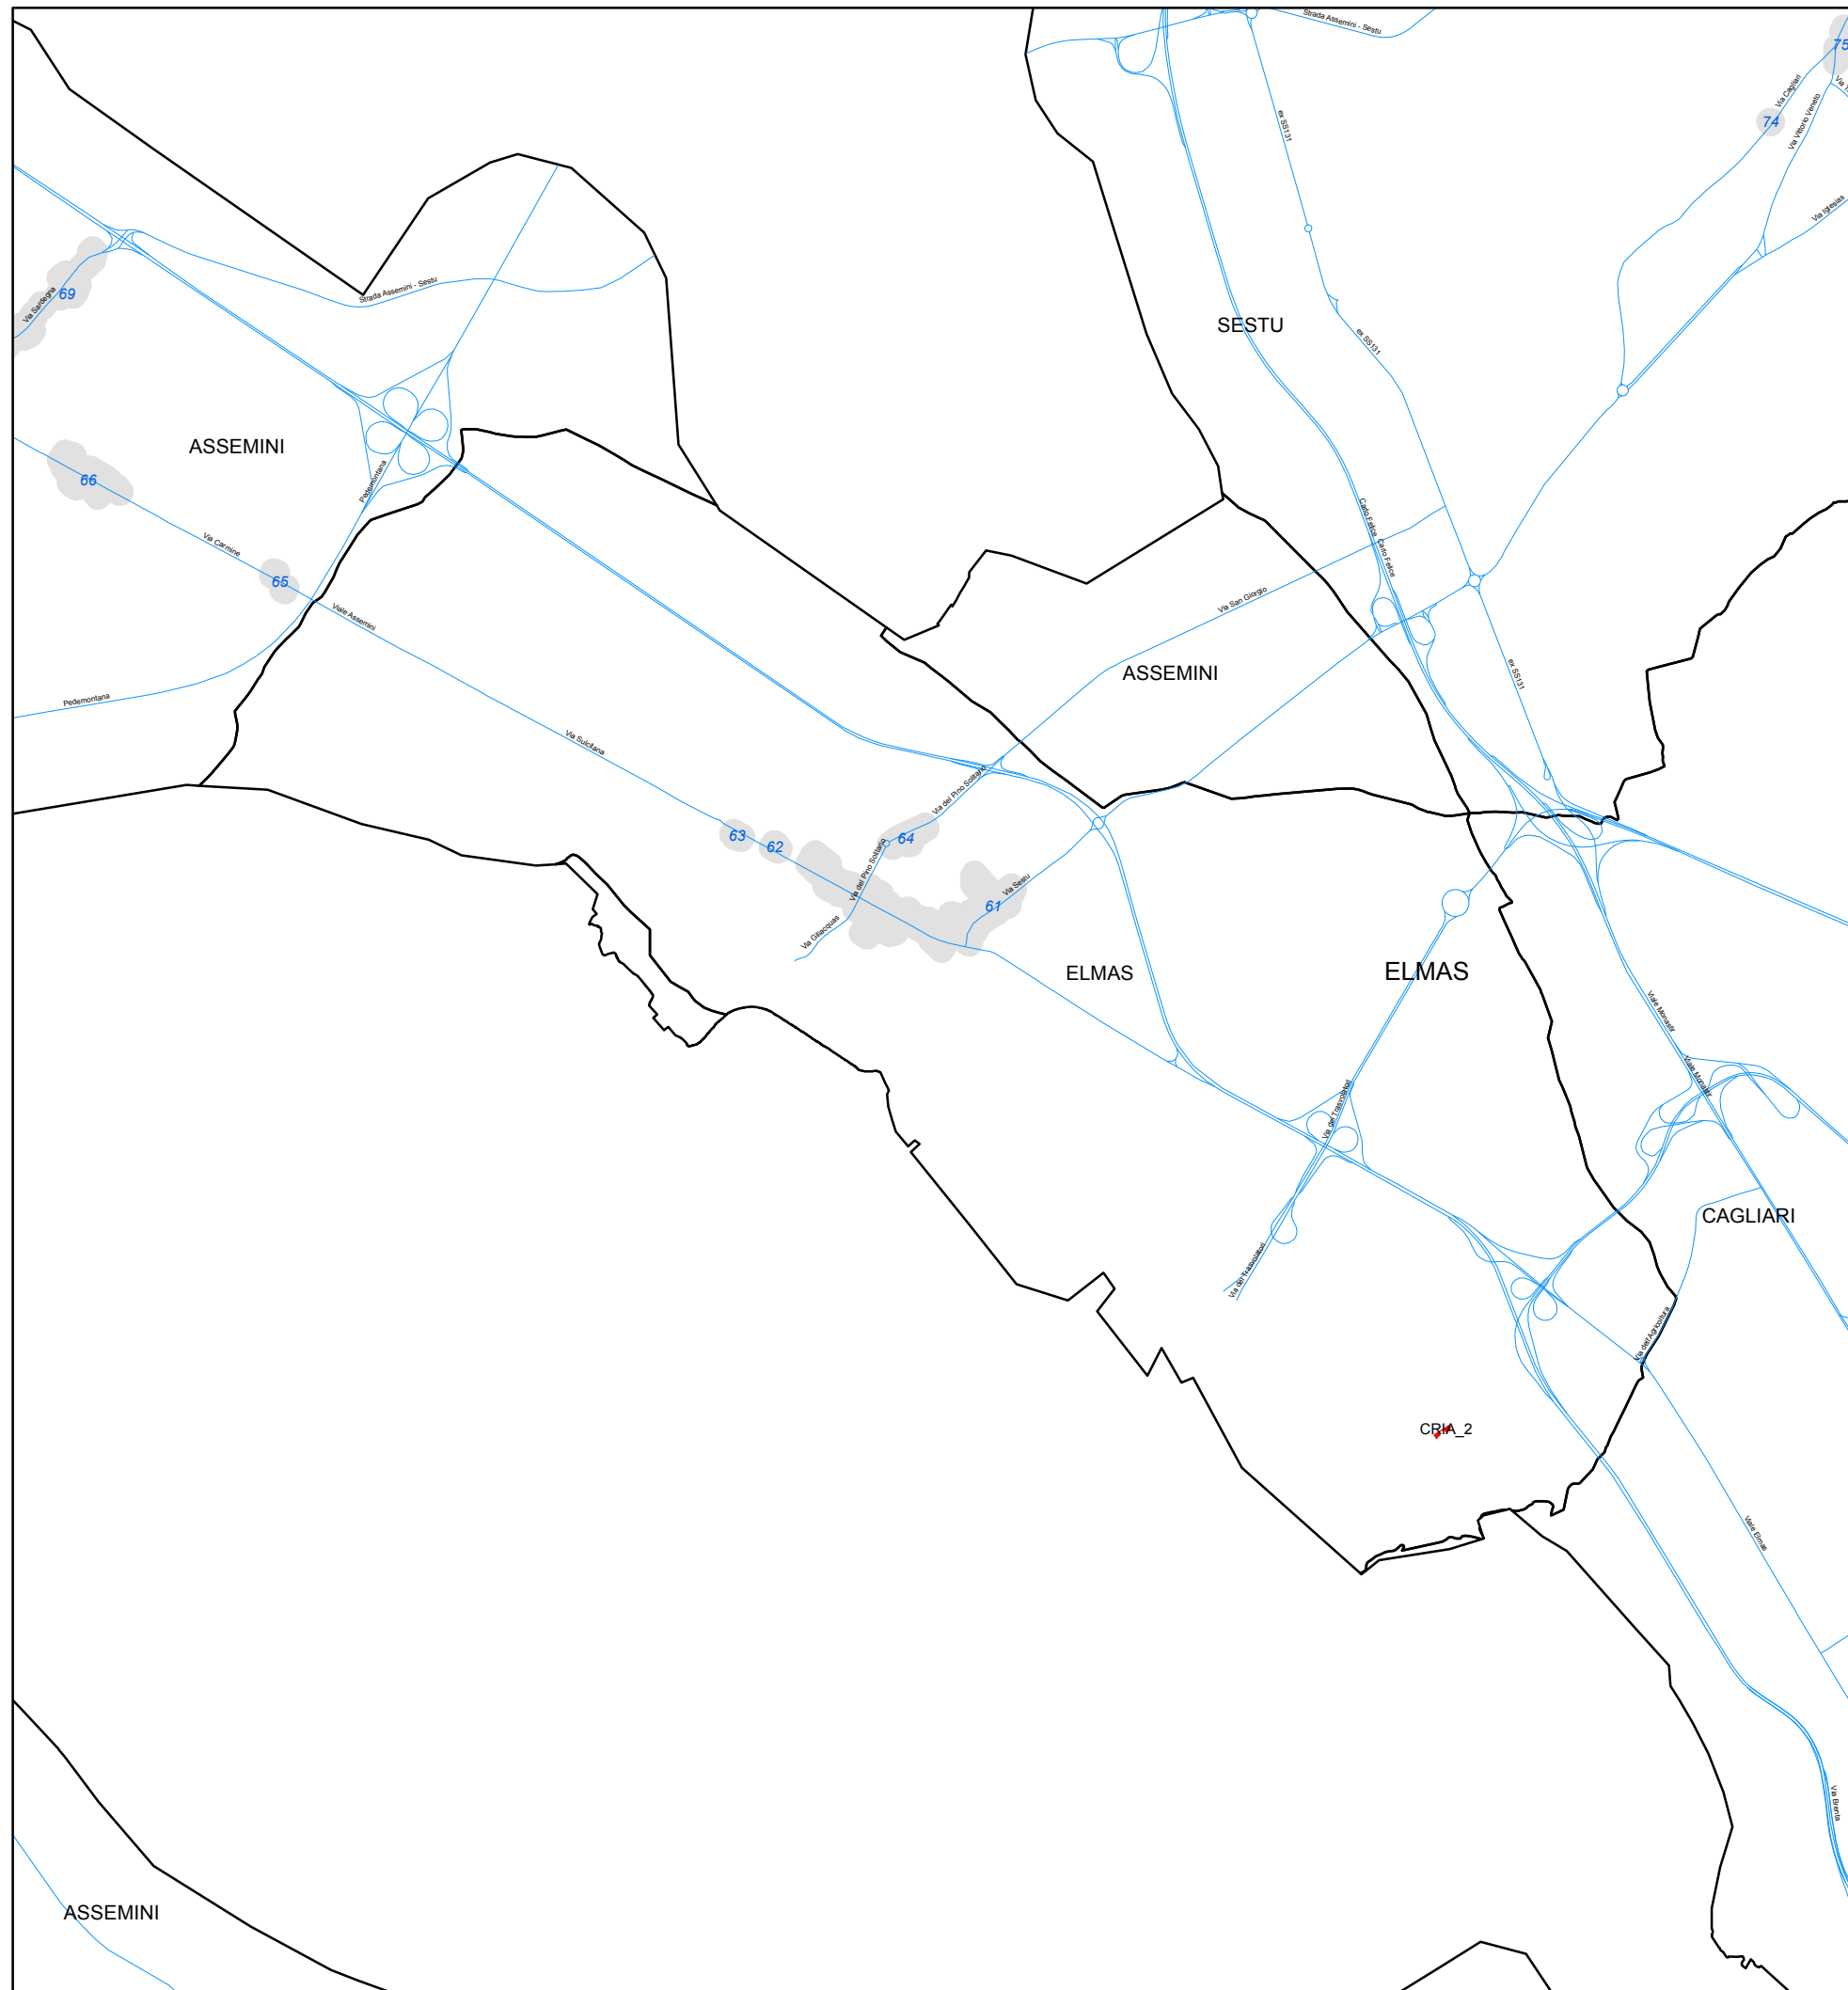 Strada Assemini - Sestu
75
Via Cagliari
74
Via Vittorio Veneto
ex SS131
Via Iglesias
Strada Assemini - Sestu
69
Via Sardegna
SESTU
ex SS131
ASSEMINI
66
Pedemontana
Carlo Felice
Carlo Felice
Via Carmine
65
Viale Assemini
Via San Giorgio
ASSEMINI
ex SS131
Pedemontana
Via Sulcitana
Via del Pino Solitario
63
62
64
Via del Pino Solitario
Via Sestu
61
Via Giliacquas
ELMAS
ELMAS
Viale Monastir
Viale Monastir
Via dei Trasvolatori
CAGLIARI
Via dei Trasvolatori
Via dell'Agricoltura
CRIA_2
Viale Elmas
Via Brenta
ASSEMINI